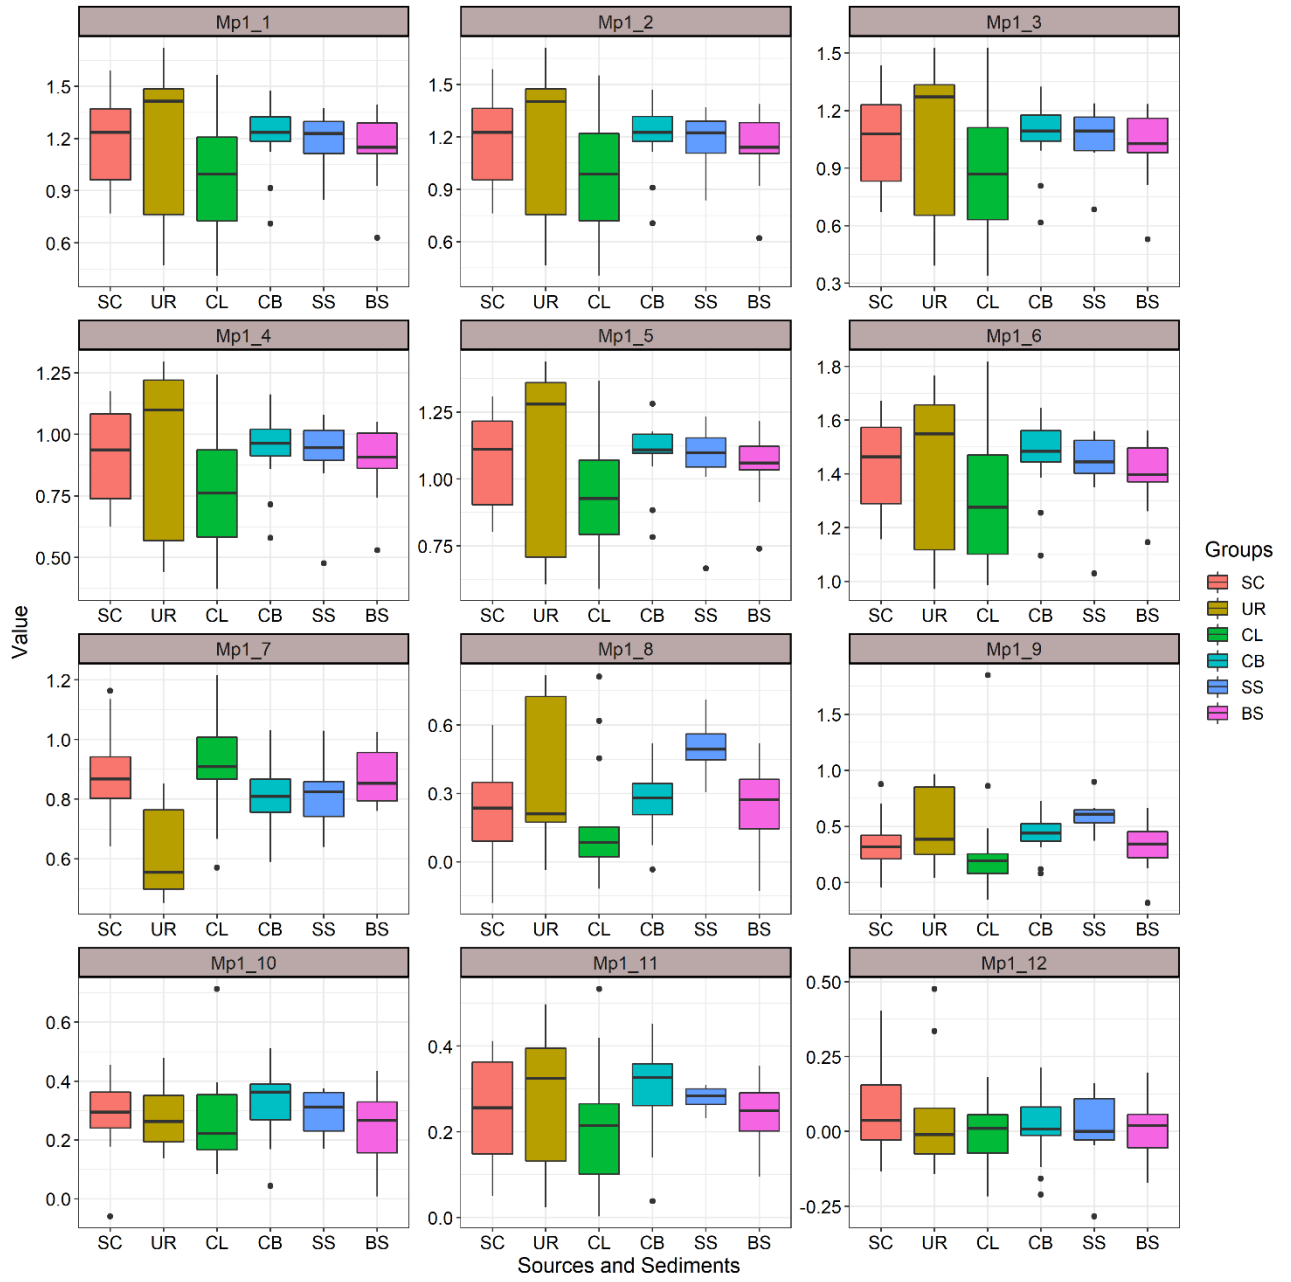 Mp1_1 Mp1_2 Mp1_3
1.5 1.5 1.5
1.2 1.2 1.2
0.9 0.9 0.9
0.6 0.6 0.6
0.3
SC UR CL CB SS BS SC UR CL CB SS BS SC UR CL CB SS BS
Mp1_4 Mp1_5 Mp1_6
1.25 1.25 1.8
1.00 1.00 1.6
0.75 0.75 1.4
0.50 1.2
1.0
SC UR CL CB SS BS SC UR CL CB SS BS SC UR CL CB SS BS
Mp1_7 Mp1_8 Mp1_9
1.2 0.6 1.5
1.0 0.3 1.0
0.8 0.0 0.5
0.6 0.0
SC UR CL CB SS BS SC UR CL CB SS BS SC UR CL CB SS BS
Mp1_10 Mp1_11 Mp1_12
0.6 0.4 0.50
0.4 0.2 0.25
0.2 0.0 0.00
0.0 -0.25
SC UR CL CB SS BS SC UR CL CB SS BS SC UR CL CB SS BS
Value
Sources and Sediments
Groups
SC
UR
CL
CB
SS
BS